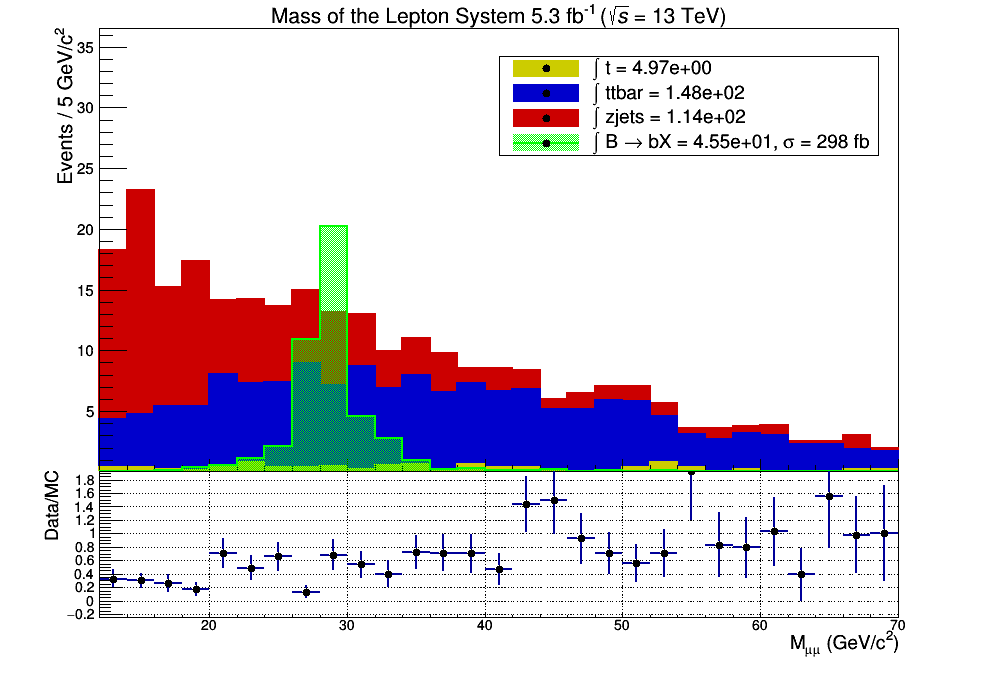 Mass of the Lepton System 5.3 fb⁻¹ (√s = 13 TeV)
Events / 5 GeV/c²
35
30
25
20
15
10
5
∫ t = 4.97e+00
∫ ttbar = 1.48e+02
∫ zjets = 1.14e+02
∫ B → bX = 4.55e+01, σ = 298 fb
Data/MC
1.8
1.6
1.4
1.2
1
0.8
0.6
0.4
0.2
0
−0.2
20 30 40 50 60 70
M_μμ (GeV/c²)